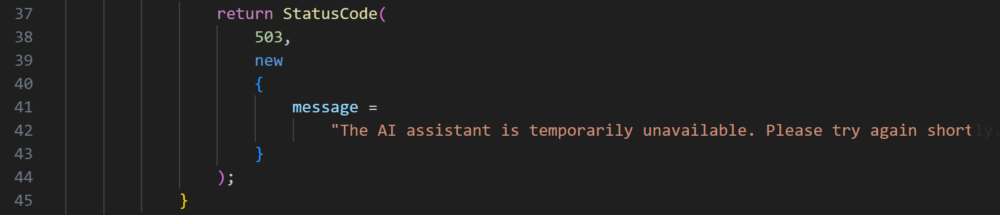 37 return StatusCode(
38 503,
39 new
40 {
41 message =
42 "The AI assistant is temporarily unavailable. Please try again shortly.
43 }
44 );
45 }